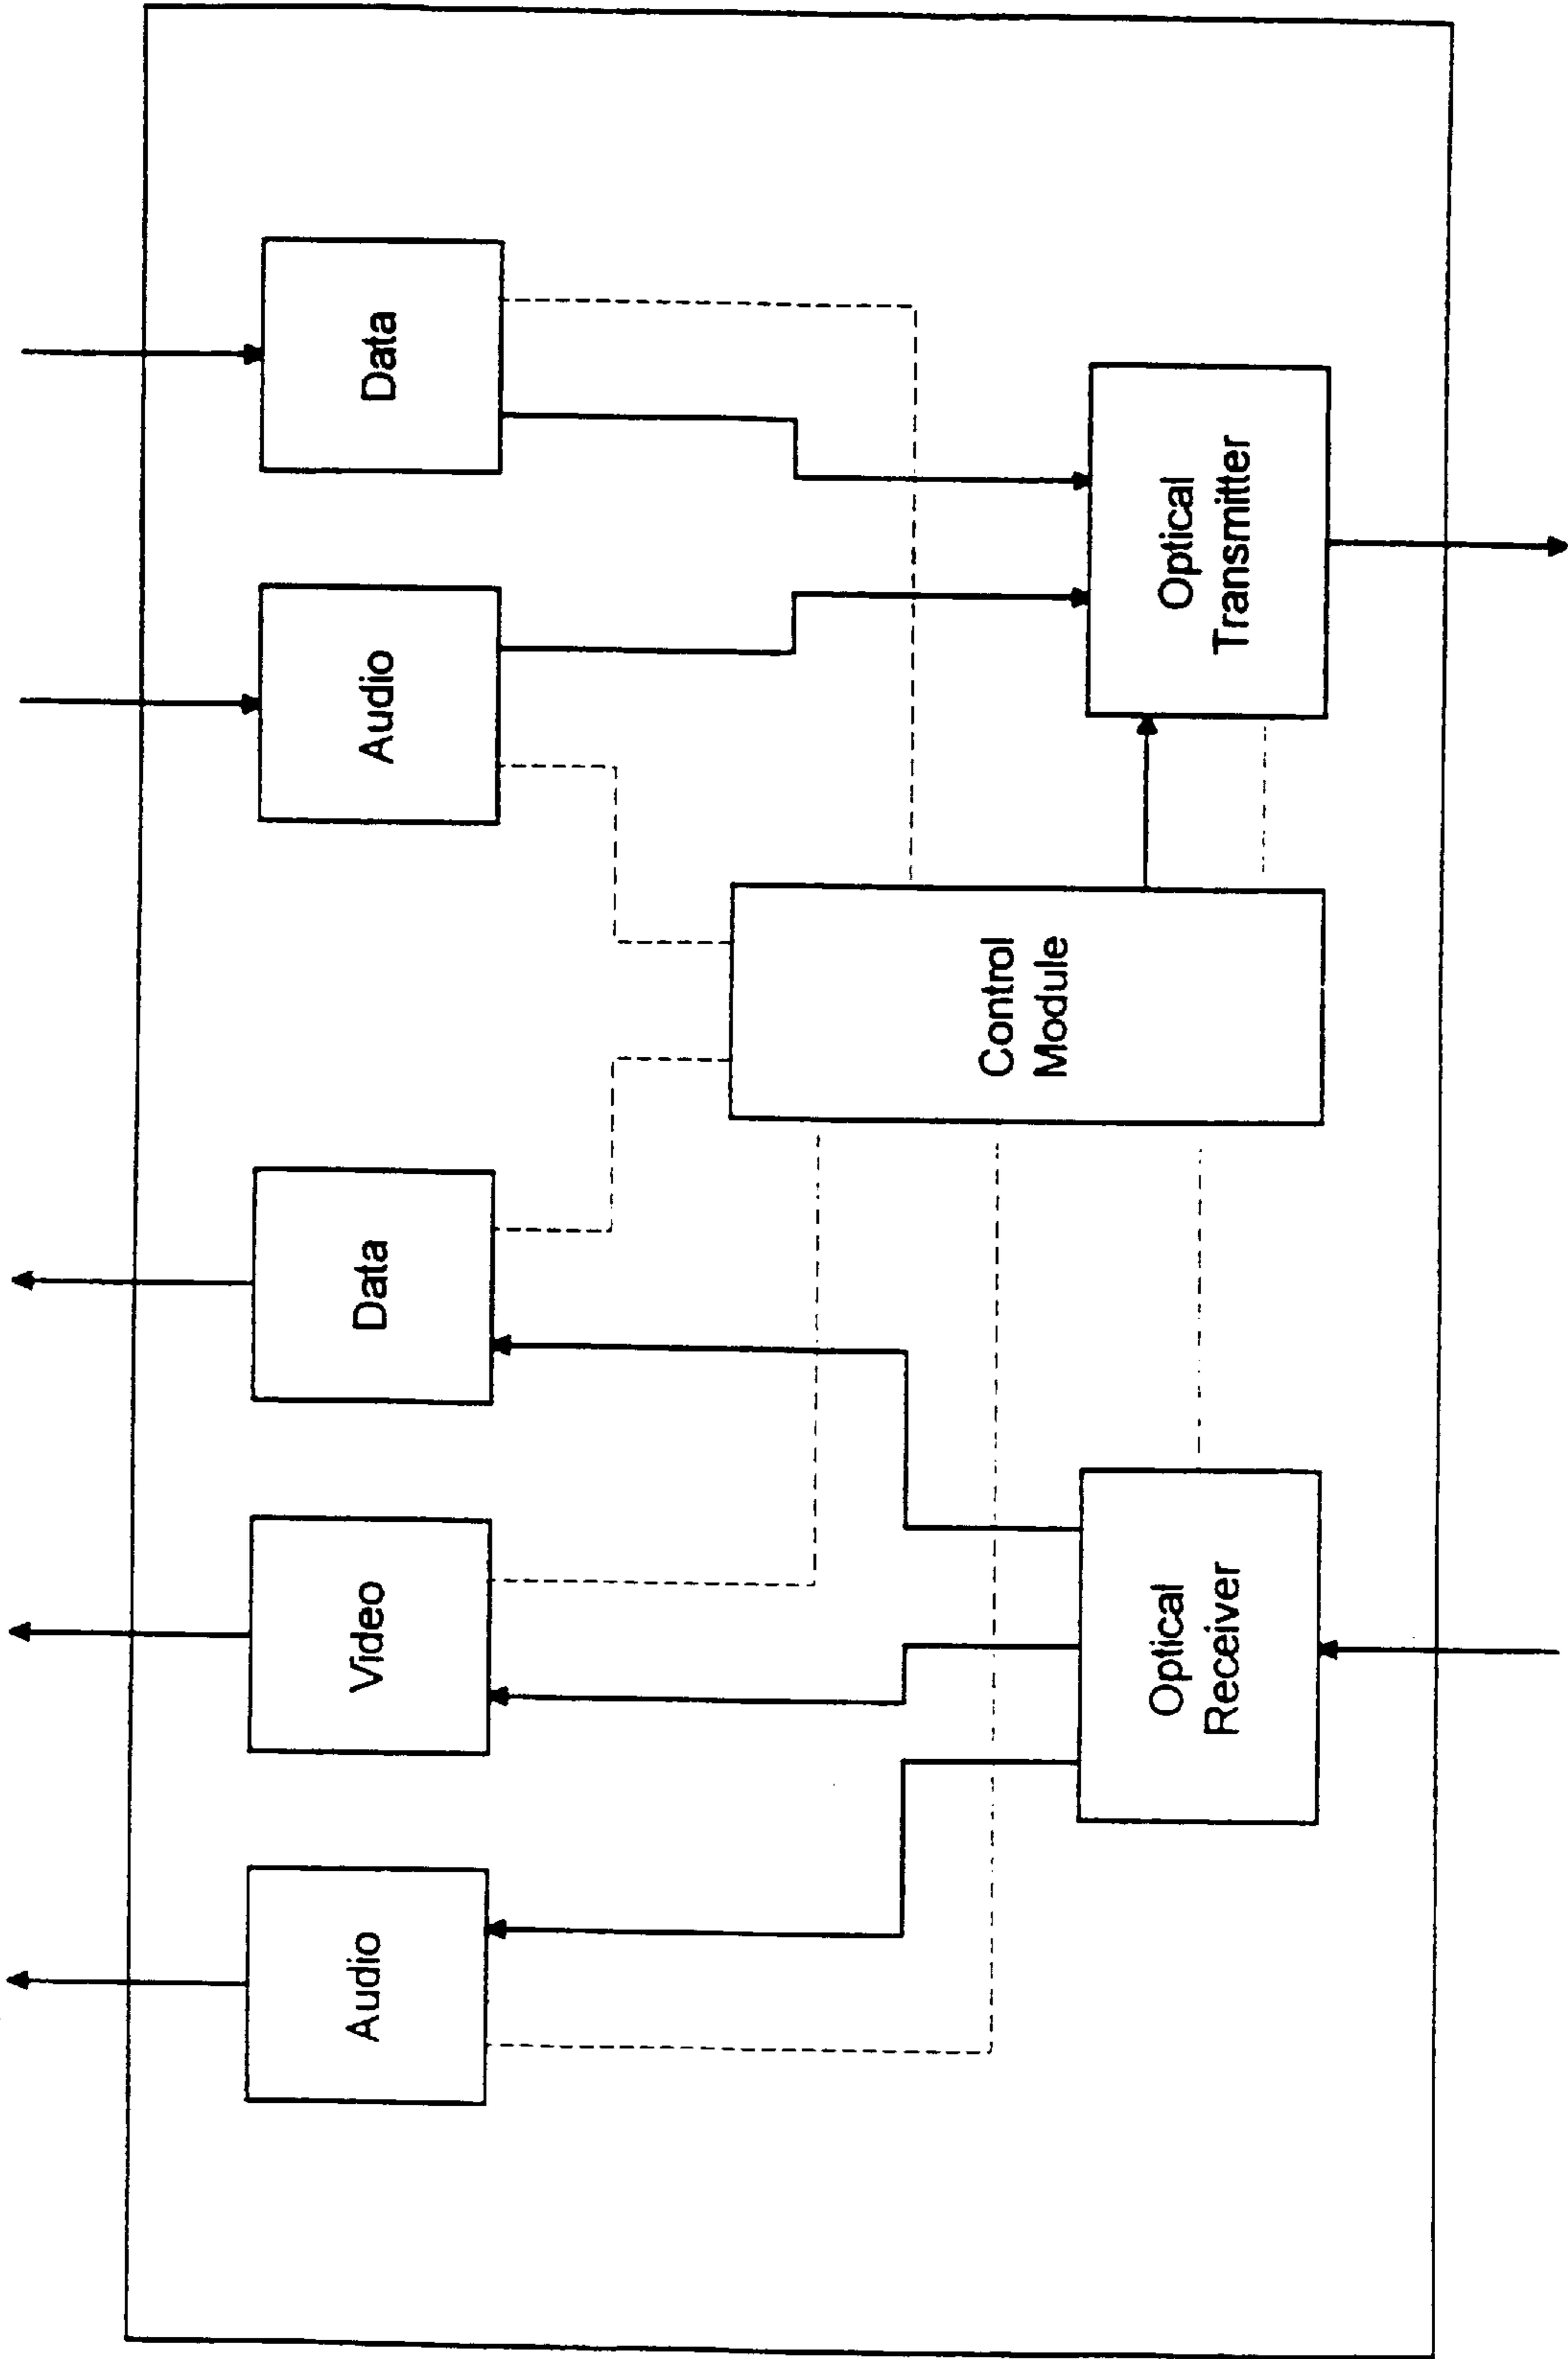 Audio
Video
Data
Audio
Data
Control
Module
Optical
Receiver
Optical
Transmitter